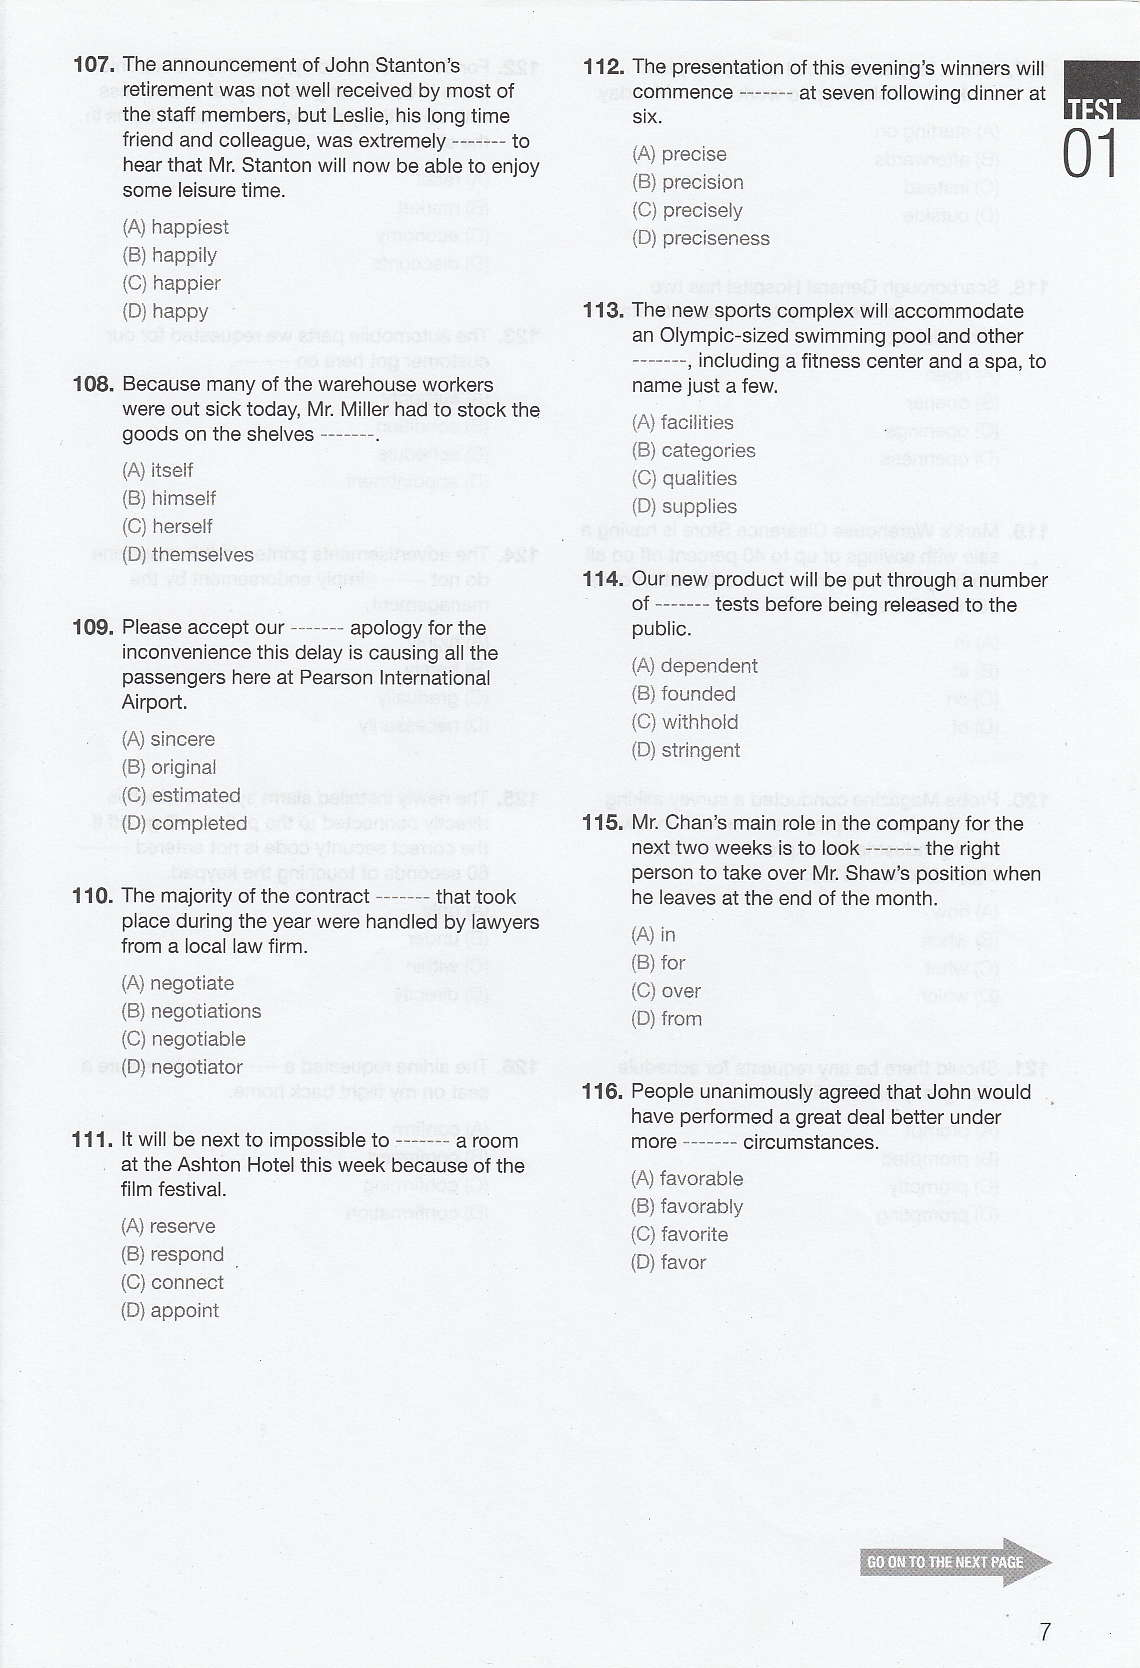 107. The announcement of John Stanton's
retirement was not well received by most of
the staff members, but Leslie, his long time
friend and colleague, was extremely ------- to
hear that Mr. Stanton will now be able to enjoy
some leisure time.
(A) happiest
(B) happily
(C) happier
(D) happy
108. Because many of the warehouse workers
were out sick today, Mr. Miller had to stock the
goods on the shelves -------.
(A) itself
(B) himself
(C) herself
(D) themselves
109. Please accept our ------- apology for the
inconvenience this delay is causing all the
passengers here at Pearson International
Airport.
(A) sincere
(B) original
(C) estimated
(D) completed
110. The majority of the contract ------- that took
place during the year were handled by lawyers
from a local law firm.
(A) negotiate
(B) negotiations
(C) negotiable
(D) negotiator
111. It will be next to impossible to ------- a room
at the Ashton Hotel this week because of the
film festival.
(A) reserve
(B) respond
(C) connect
(D) appoint
112. The presentation of this evening's winners will
commence ------- at seven following dinner at
six.
(A) precise
(B) precision
(C) precisely
(D) preciseness
113. The new sports complex will accommodate
an Olympic-sized swimming pool and other
-------, including a fitness center and a spa, to
name just a few.
(A) facilities
(B) categories
(C) qualities
(D) supplies
114. Our new product will be put through a number
of ------- tests before being released to the
public.
(A) dependent
(B) founded
(C) withhold
(D) stringent
115. Mr. Chan's main role in the company for the
next two weeks is to look ------- the right
person to take over Mr. Shaw's position when
he leaves at the end of the month.
(A) in
(B) for
(C) over
(D) from
116. People unanimously agreed that John would
have performed a great deal better under
more ------- circumstances.
(A) favorable
(B) favorably
(C) favorite
(D) favor
TEST
01
GO ON TO THE NEXT PAGE
7